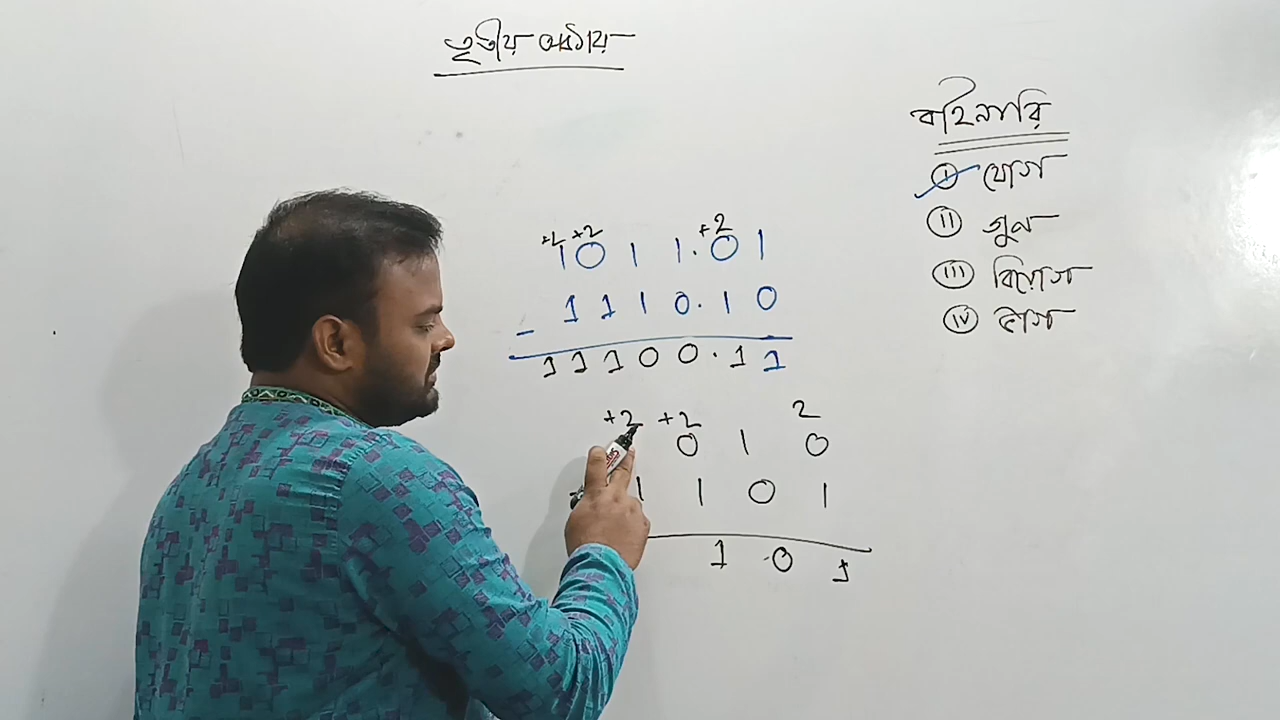 তৃতীয় অধ্যায়
বাইনারি
i যোগ
ii গুন
iii বিয়োগ
iv ভাগ
+2 +2 +2
1 0 1 1 . 0 1
1 1 1 0 . 1 0
-
1 1 1 0 0 . 1 1
+2 +2 2
0 1 0
1 1 0 1
1 0 1